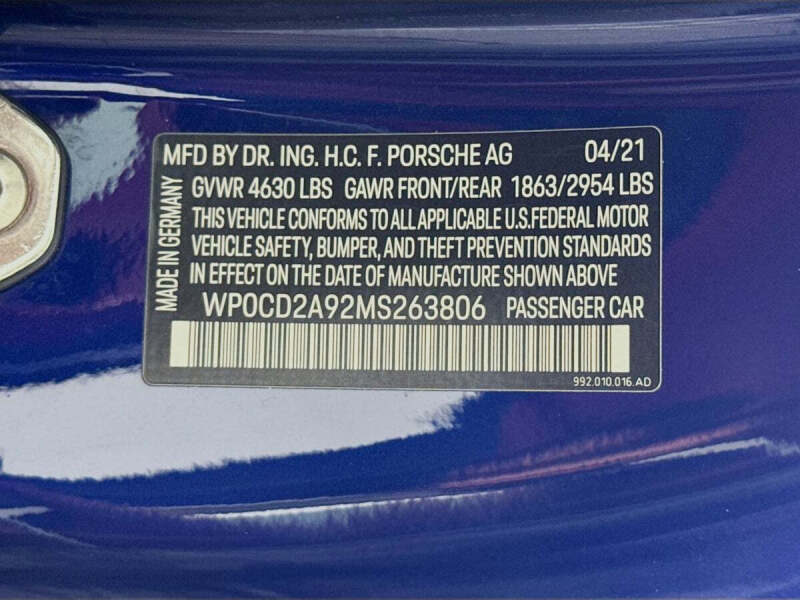 MFD BY DR. ING. H.C. F. PORSCHE AG 04/21
GVWR 4630 LBS GAWR FRONT/REAR 1863/2954 LBS
THIS VEHICLE CONFORMS TO ALL APPLICABLE U.S.FEDERAL MOTOR
VEHICLE SAFETY, BUMPER, AND THEFT PREVENTION STANDARDS
IN EFFECT ON THE DATE OF MANUFACTURE SHOWN ABOVE
WP0CD2A92MS263806 PASSENGER CAR
992.010.016.AD
MADE IN GERMANY